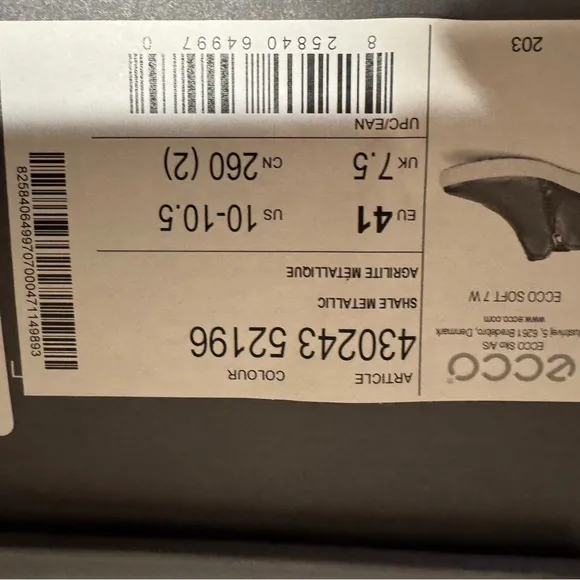 ecco
ECCO Sko A/S
5, 6261 Bredebro, Denmark
www.ecco.com
ECCO SOFT 7 W
203
ARTICLE COLOUR
430243 52196
SHALE METALLIC
AGRILITE MÉTALLIQUE
EU 41 US 10-10.5
UK 7.5 CN 260 (2)
UPC/EAN
8 25840 64997 0
82584064997070000471149893